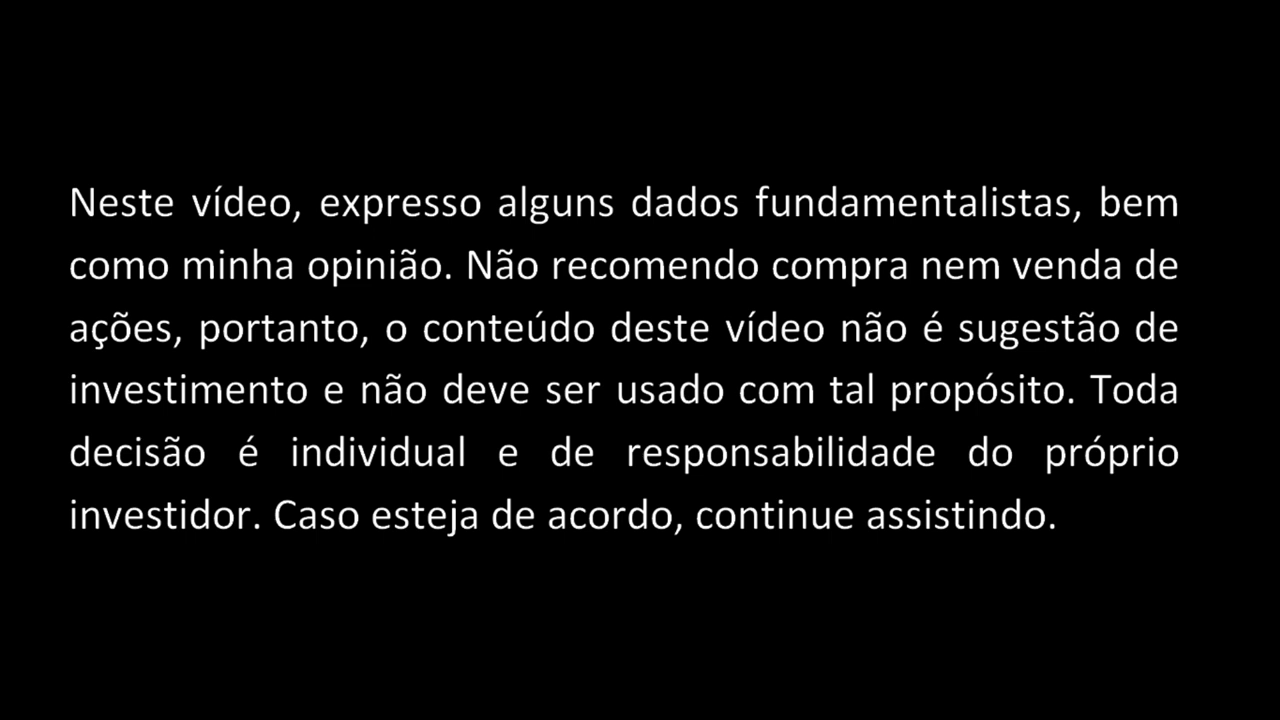 Neste vídeo, expresso alguns dados fundamentalistas, bem
como minha opinião. Não recomendo compra nem venda de
ações, portanto, o conteúdo deste vídeo não é sugestão de
investimento e não deve ser usado com tal propósito. Toda
decisão é individual e de responsabilidade do próprio
investidor. Caso esteja de acordo, continue assistindo.